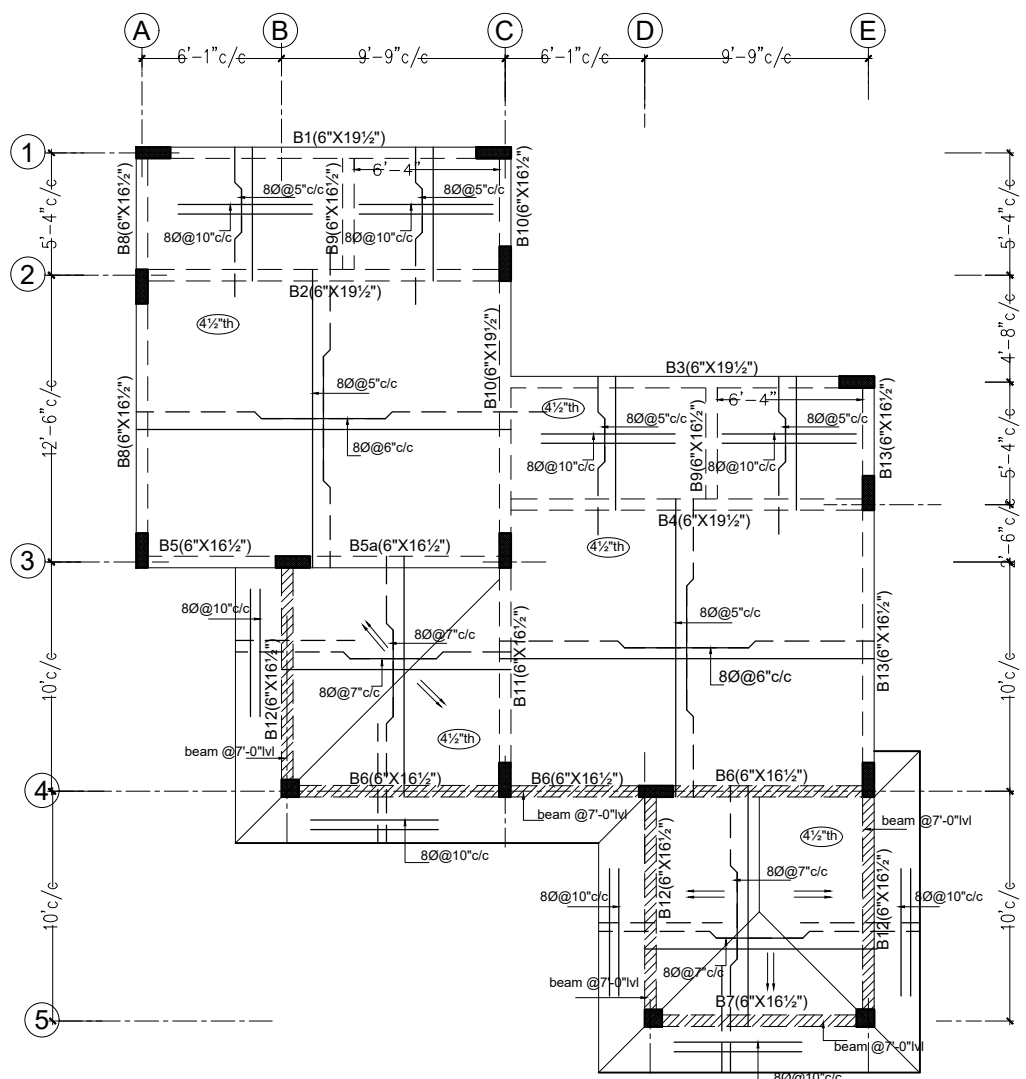 A
B
C
D
E
6'-1"c/c
9'-9"c/c
6'-1"c/c
9'-9"c/c
1
B1(6"X19½")
6'-4"
8Ø@5"c/c
8Ø@5"c/c
8Ø@10"c/c
8Ø@10"c/c
B8(6"X16½")
B9(6"X16½")
B10(6"X16½")
5'-4"c/c
5'-4"c/c
2
B2(6"X19½")
4½"th
8Ø@5"c/c
8Ø@6"c/c
B8(6"X16½")
B10(6"X19½")
12'-6"c/c
4'-8"c/c
B3(6"X19½")
6'-4"
4½"th
8Ø@5"c/c
8Ø@5"c/c
8Ø@10"c/c
8Ø@10"c/c
B9(6"X16½")
B13(6"X16½")
5'-4"c/c
B4(6"X19½")
4½"th
2'-6"c/c
3
B5(6"X16½")
B5a(6"X16½")
8Ø@10"c/c
8Ø@7"c/c
8Ø@5"c/c
8Ø@7"c/c
8Ø@6"c/c
B12(6"X16½")
B11(6"X16½")
B13(6"X16½")
10'c/c
10'c/c
4½"th
beam @7'-0"lvl
4
B6(6"X16½")
B6(6"X16½")
B6(6"X16½")
beam @7'-0"lvl
beam @7'-0"lvl
8Ø@10"c/c
4½"th
8Ø@7"c/c
8Ø@10"c/c
8Ø@10"c/c
B12(6"X16½")
B12(6"X16½")
10'c/c
10'c/c
8Ø@7"c/c
beam @7'-0"lvl
B7(6"X16½")
5
beam @7'-0"lvl
8Ø@10"c/c